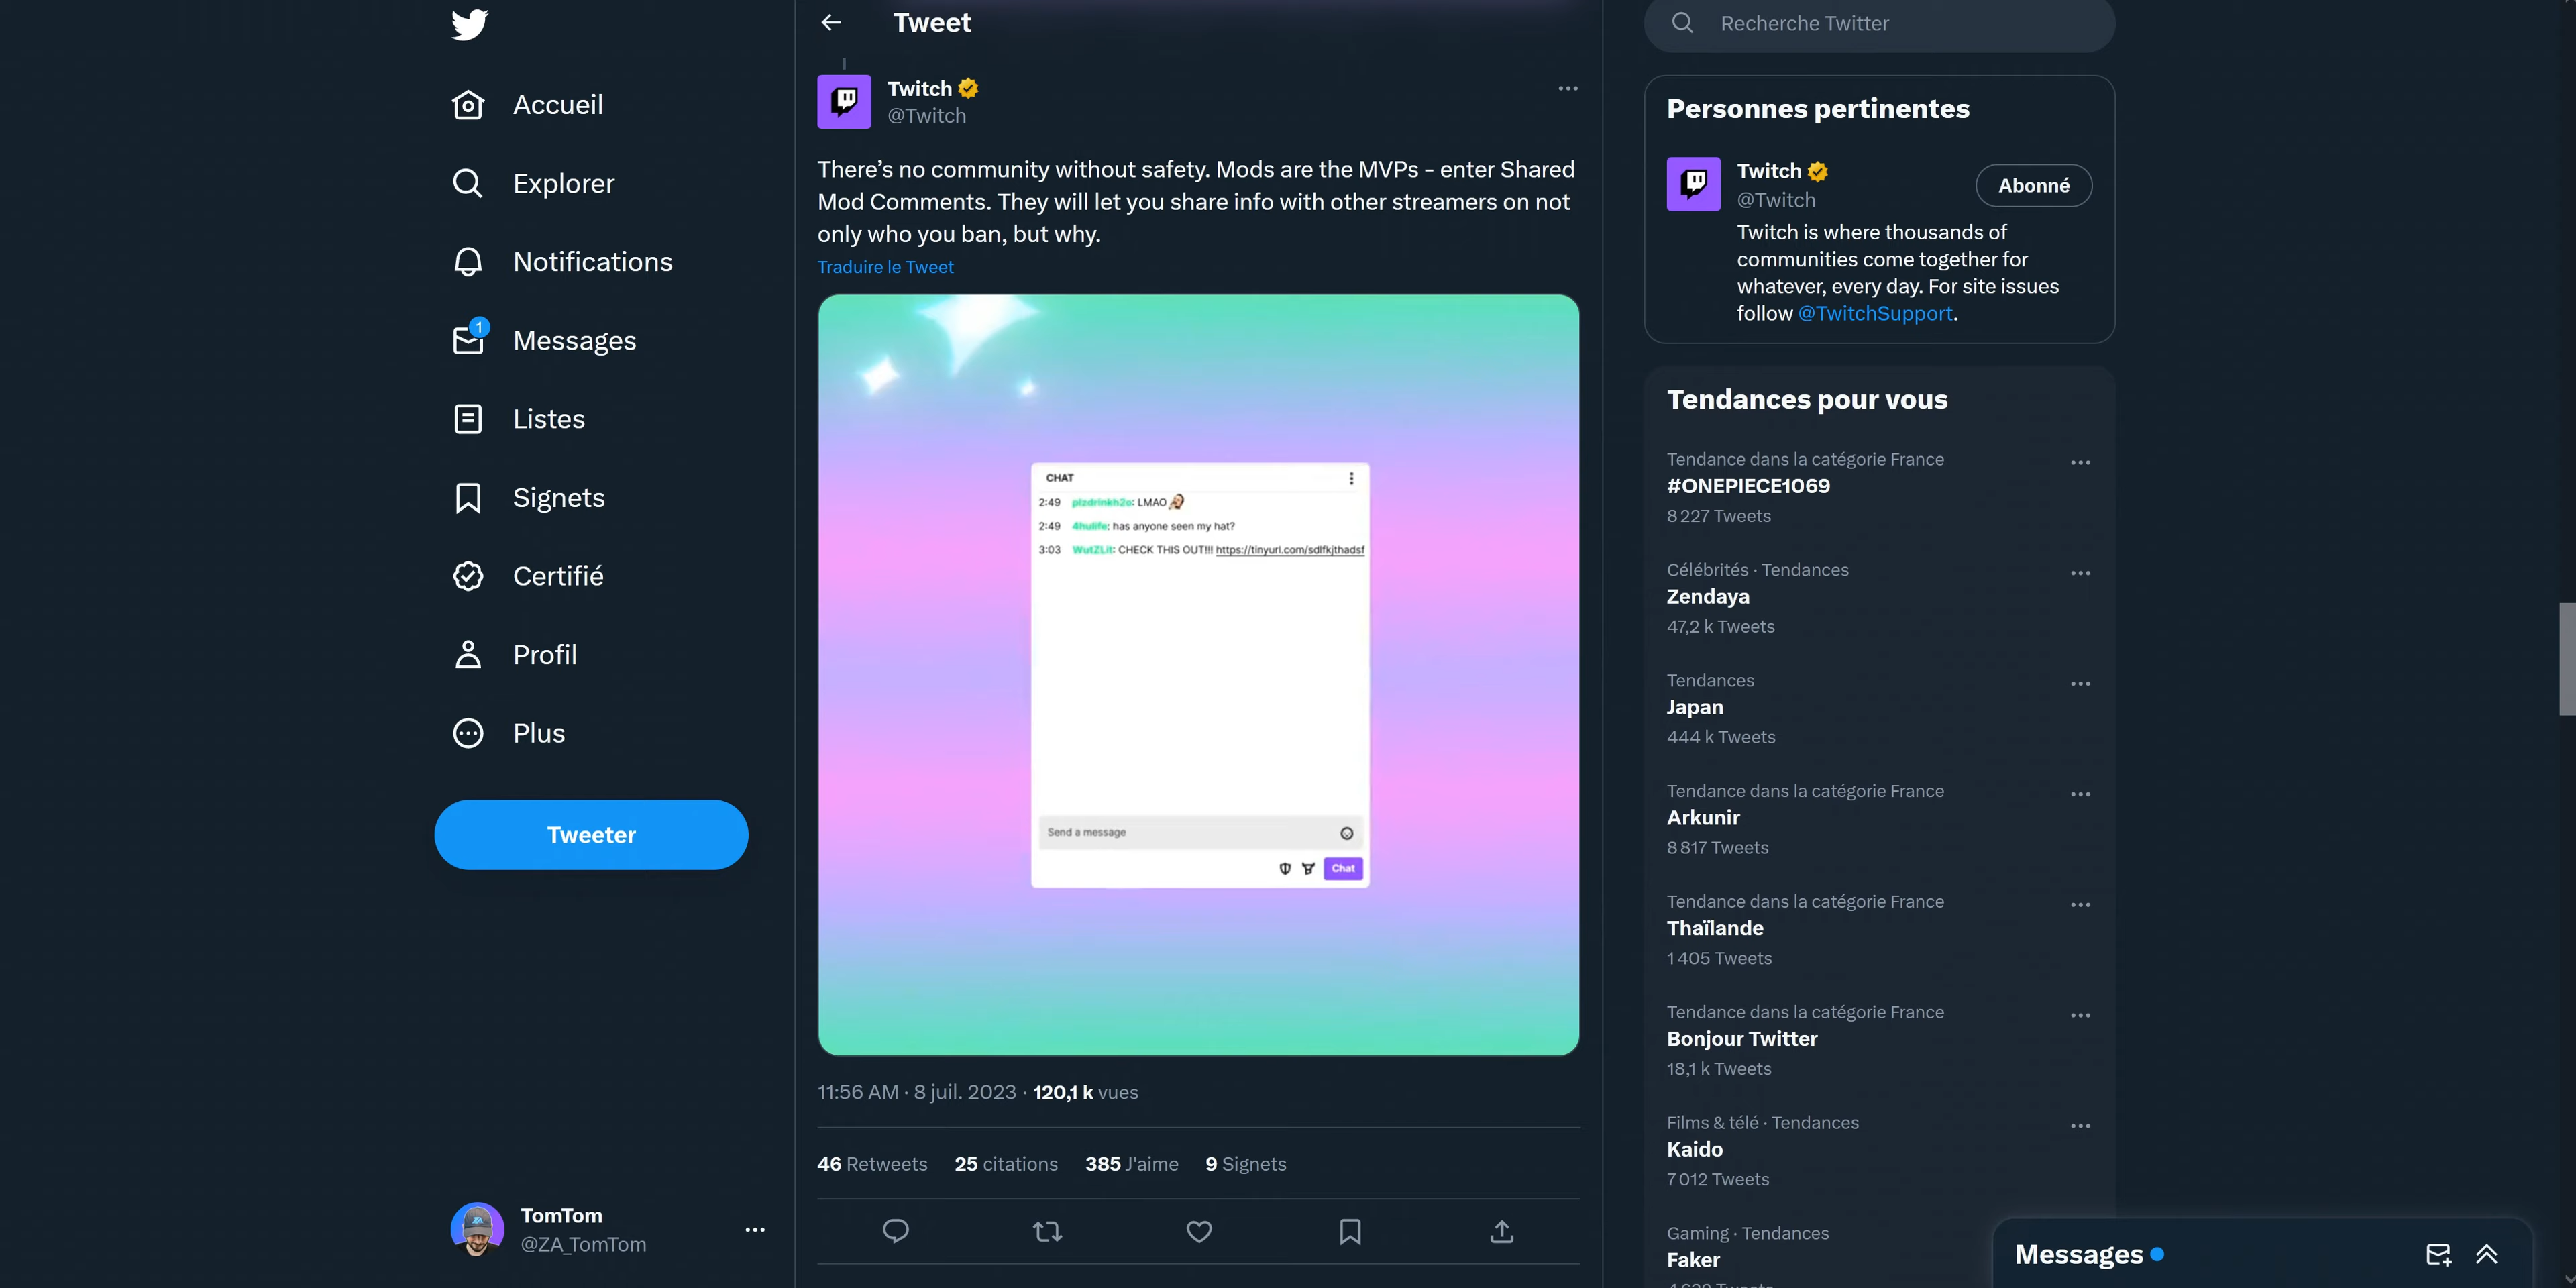 Accueil
Explorer
Notifications
1
Messages
Listes
Signets
Certifié
Profil
Plus
Tweeter
TomTom
@ZA_TomTom
Tweet
Twitch
@Twitch
There’s no community without safety. Mods are the MVPs - enter Shared
Mod Comments. They will let you share info with other streamers on not
only who you ban, but why.
Traduire le Tweet
CHAT
2:49 plzdrinkh2o: LMAO
2:49 4hulife: has anyone seen my hat?
3:03 WutZLit: CHECK THIS OUT!!! https://tinyurl.com/sdlfkjthadsf
Send a message
Chat
11:56 AM · 8 juil. 2023 · 120,1 k vues
46 Retweets 25 citations 385 J'aime 9 Signets
Recherche Twitter
Personnes pertinentes
Twitch
@Twitch
Abonné
Twitch is where thousands of
communities come together for
whatever, every day. For site issues
follow @TwitchSupport.
Tendances pour vous
Tendance dans la catégorie France
#ONEPIECE1069
8 227 Tweets
Célébrités · Tendances
Zendaya
47,2 k Tweets
Tendances
Japan
444 k Tweets
Tendance dans la catégorie France
Arkunir
8 817 Tweets
Tendance dans la catégorie France
Thaïlande
1 405 Tweets
Tendance dans la catégorie France
Bonjour Twitter
18,1 k Tweets
Films & télé · Tendances
Kaido
7 012 Tweets
Gaming · Tendances
Faker
Messages